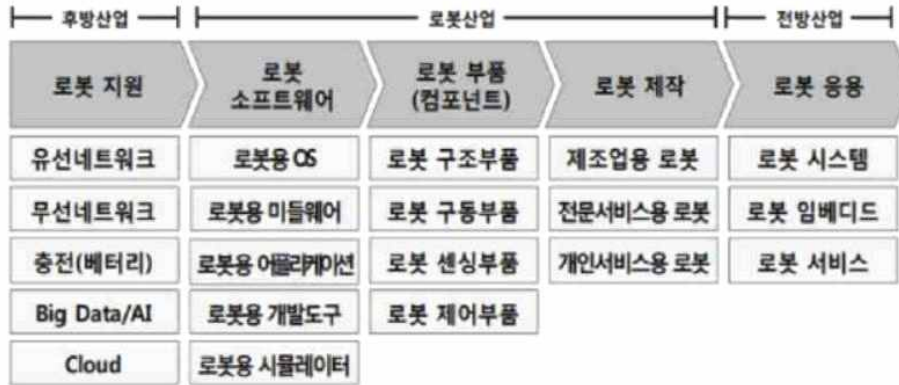 후방산업 로봇산업 전방산업
로봇 지원 로봇 소프트웨어 로봇 부품 (컴포넌트) 로봇 제작 로봇 응용
유선네트워크 로봇용 OS 로봇 구조부품 제조업용 로봇 로봇 시스템
무선네트워크 로봇용 미들웨어 로봇 구동부품 전문서비스용 로봇 로봇 임베디드
충전(베터리) 로봇용 어플리케이션 로봇 센싱부품 개인서비스용 로봇 로봇 서비스
Big Data/AI 로봇용 개발도구 로봇 제어부품
Cloud 로봇용 시뮬레이터